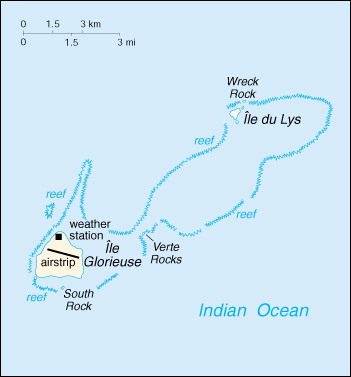 0 1.5 3 km
0 1.5 3 mi
Wreck
Rock
Île du Lys
reef
reef
reef
weather
station
Île
Glorieuse
airstrip
Verte
Rocks
reef
South
Rock
Indian Ocean